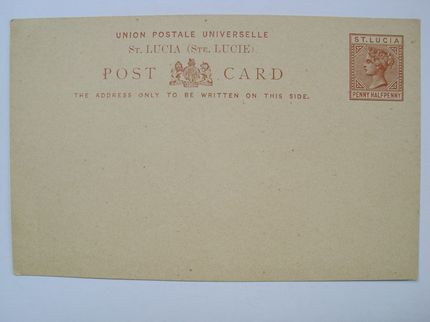 UNION POSTALE UNIVERSELLE
ST. LUCIA (STE. LUCIE).
POST CARD
THE ADDRESS ONLY TO BE WRITTEN ON THIS SIDE.
ST. LUCIA
PENNY HALFPENNY